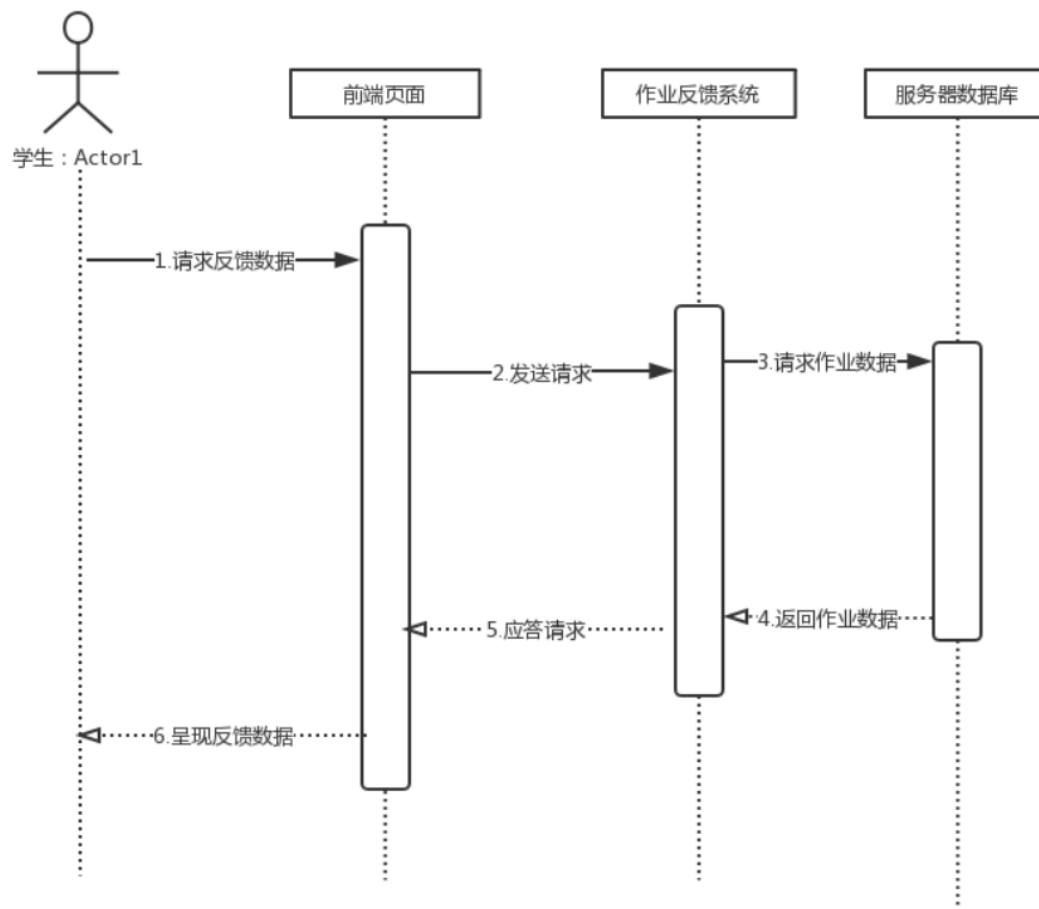 前端页面
作业反馈系统
服务器数据库
学生：Actor1
1.请求反馈数据
2.发送请求
3.请求作业数据
4.返回作业数据
5.应答请求
6.呈现反馈数据